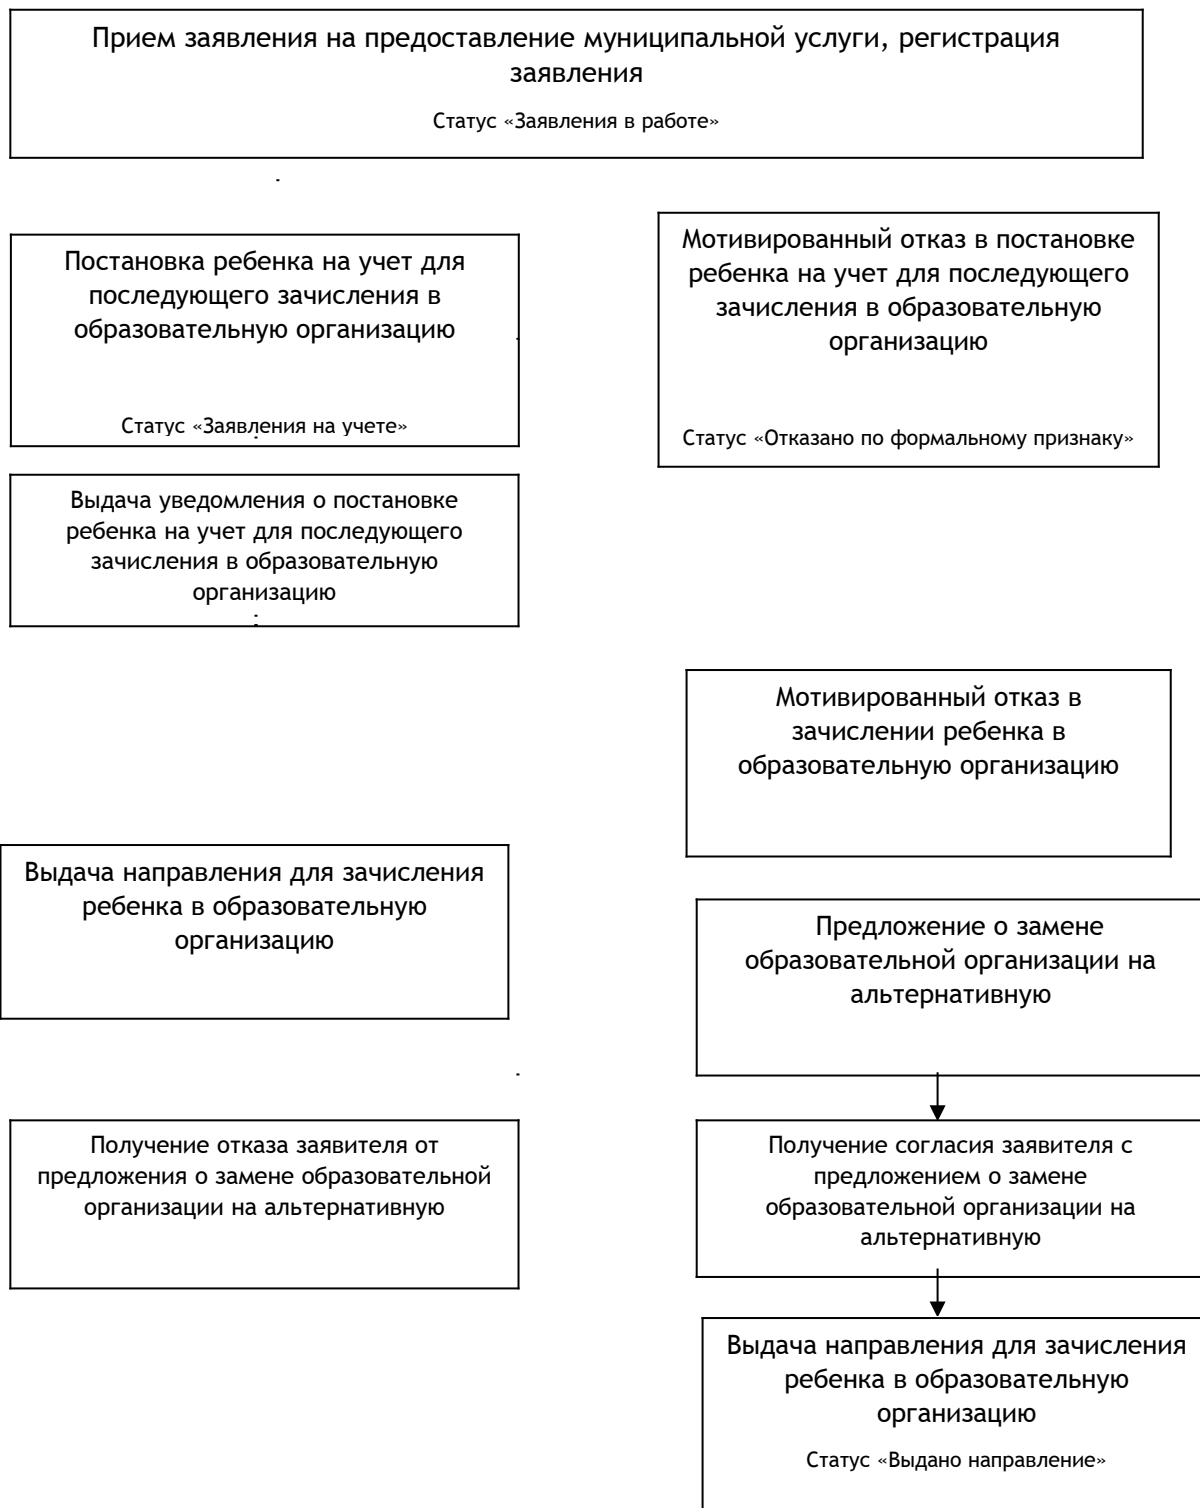 Прием заявления на предоставление муниципальной услуги, регистрация
заявления
Статус «Заявления в работе»
Постановка ребенка на учет для
последующего зачисления в
образовательную организацию
Статус «Заявления на учете»
Мотивированный отказ в постановке
ребенка на учет для последующего
зачисления в образовательную
организацию
Статус «Отказано по формальному признаку»
Выдача уведомления о постановке
ребенка на учет для последующего
зачисления в образовательную
организацию
Мотивированный отказ в
зачислении ребенка в
образовательную организацию
Выдача направления для зачисления
ребенка в образовательную
организацию
Предложение о замене
образовательной организации на
альтернативную
Получение отказа заявителя от
предложения о замене образовательной
организации на альтернативную
Получение согласия заявителя с
предложением о замене
образовательной организации на
альтернативную
Выдача направления для зачисления
ребенка в образовательную
организацию
Статус «Выдано направление»